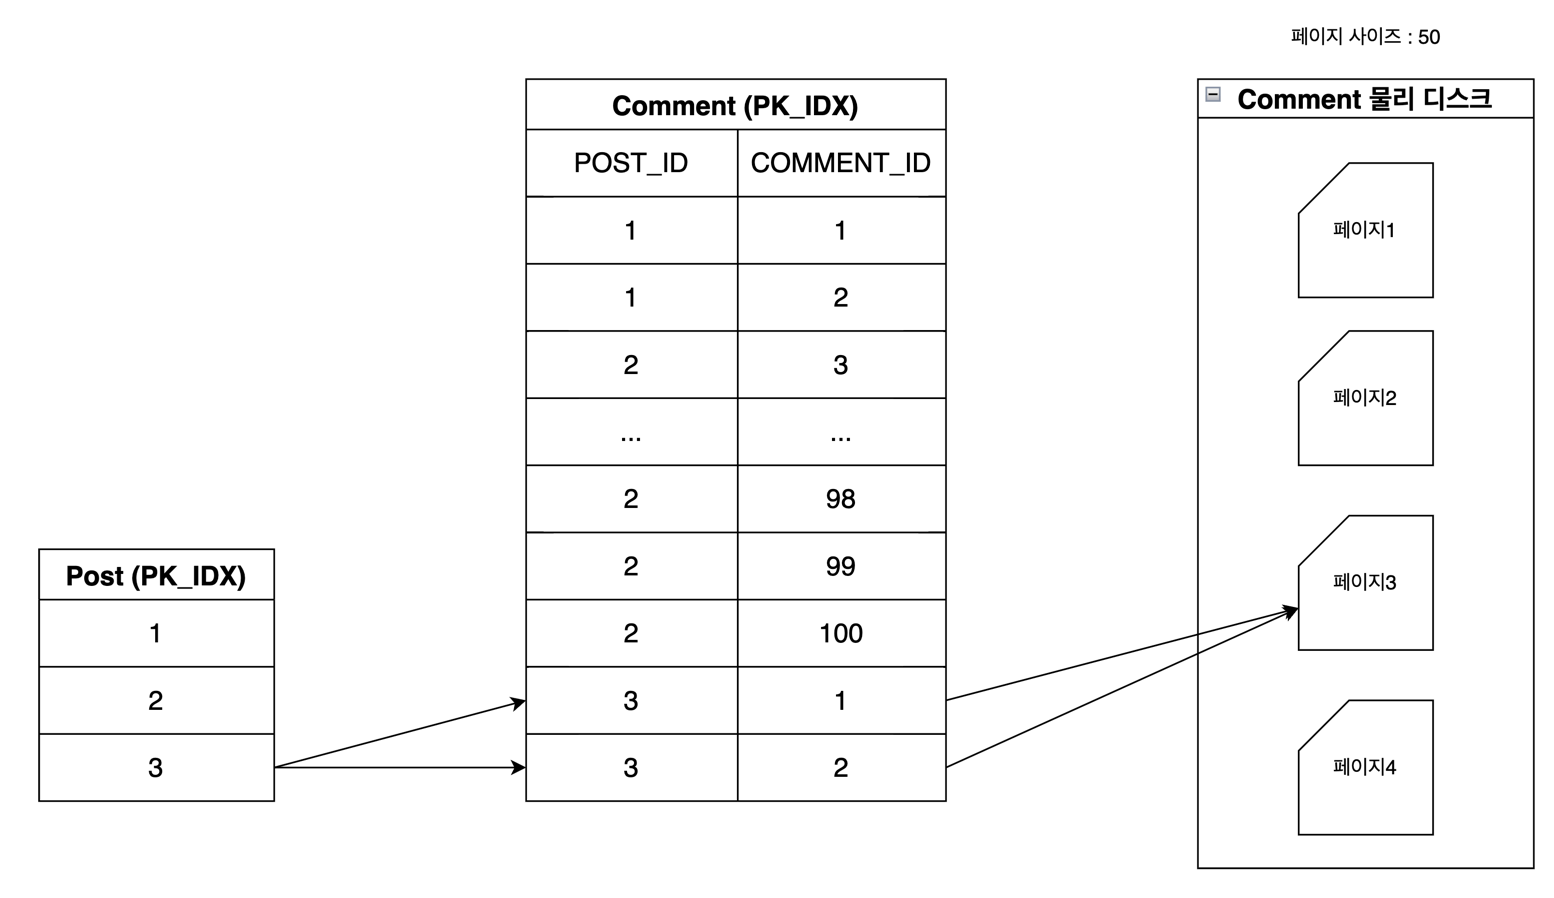 페이지 사이즈 : 50
Comment (PK_IDX)
POST_ID COMMENT_ID
1 1
1 2
2 3
... ...
2 98
2 99
2 100
3 1
3 2
Post (PK_IDX)
1
2
3
Comment 물리 디스크
페이지1
페이지2
페이지3
페이지4